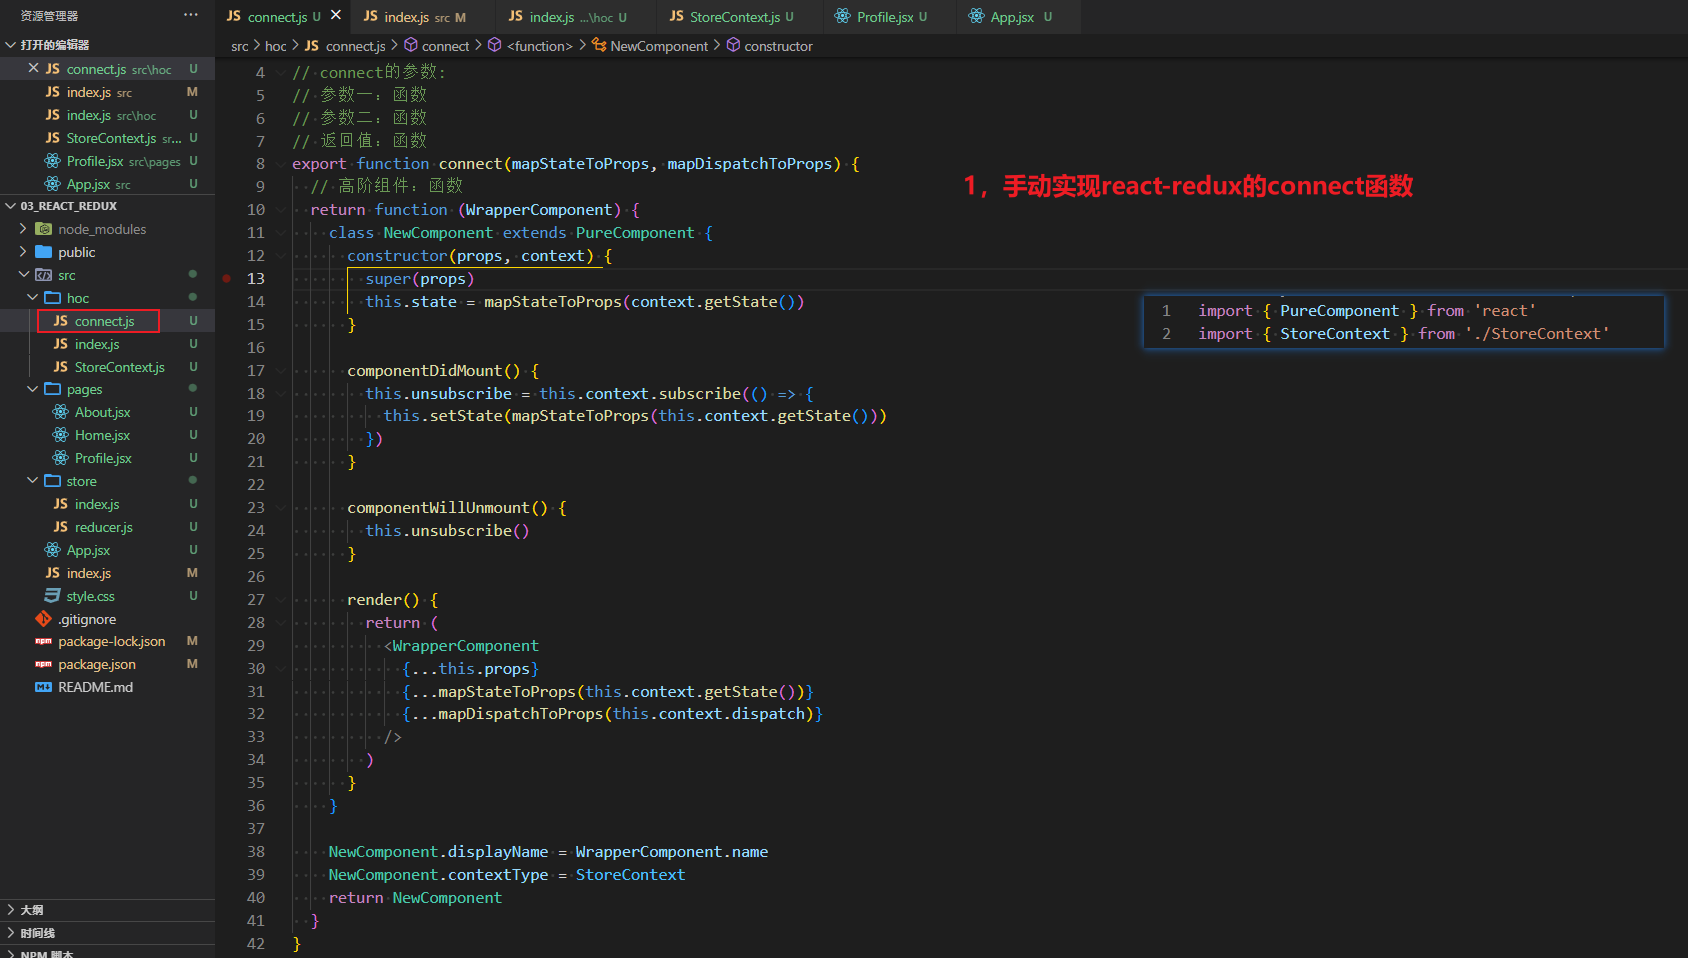 资源管理器 ···
打开的编辑器
connect.js src\hoc U
index.js src M
index.js src\hoc U
StoreContext.js sr... U
Profile.jsx src\pages U
App.jsx src U
03_REACT_REDUX
node_modules
public
src
hoc
connect.js U
index.js U
StoreContext.js U
pages
About.jsx U
Home.jsx U
Profile.jsx U
store
index.js U
reducer.js U
App.jsx U
index.js M
style.css U
.gitignore
package-lock.json M
package.json M
README.md
大纲
时间线
NPM 脚本
JS connect.js U × JS index.js src M JS index.js ...\hoc U JS StoreContext.js U Profile.jsx U App.jsx U
src > hoc > JS connect.js > connect > <function> > NewComponent > constructor
4 // connect的参数:
5 // 参数一: 函数
6 // 参数二: 函数
7 // 返回值: 函数
8 export function connect(mapStateToProps, mapDispatchToProps) {
9 // 高阶组件: 函数
10 return function (WrapperComponent) {
11 class NewComponent extends PureComponent {
12 constructor(props, context) {
13 super(props)
14 this.state = mapStateToProps(context.getState())
15 }
16
17 componentDidMount() {
18 this.unsubscribe = this.context.subscribe(() => {
19 this.setState(mapStateToProps(this.context.getState()))
20 })
21 }
22
23 componentWillUnmount() {
24 this.unsubscribe()
25 }
26
27 render() {
28 return (
29 <WrapperComponent
30 {...this.props}
31 {...mapStateToProps(this.context.getState())}
32 {...mapDispatchToProps(this.context.dispatch)}
33 />
34 )
35 }
36 }
37
38 NewComponent.displayName = WrapperComponent.name
39 NewComponent.contextType = StoreContext
40 return NewComponent
41 }
42 }
1，手动实现react-redux的connect函数
1 import { PureComponent } from 'react'
2 import { StoreContext } from './StoreContext'